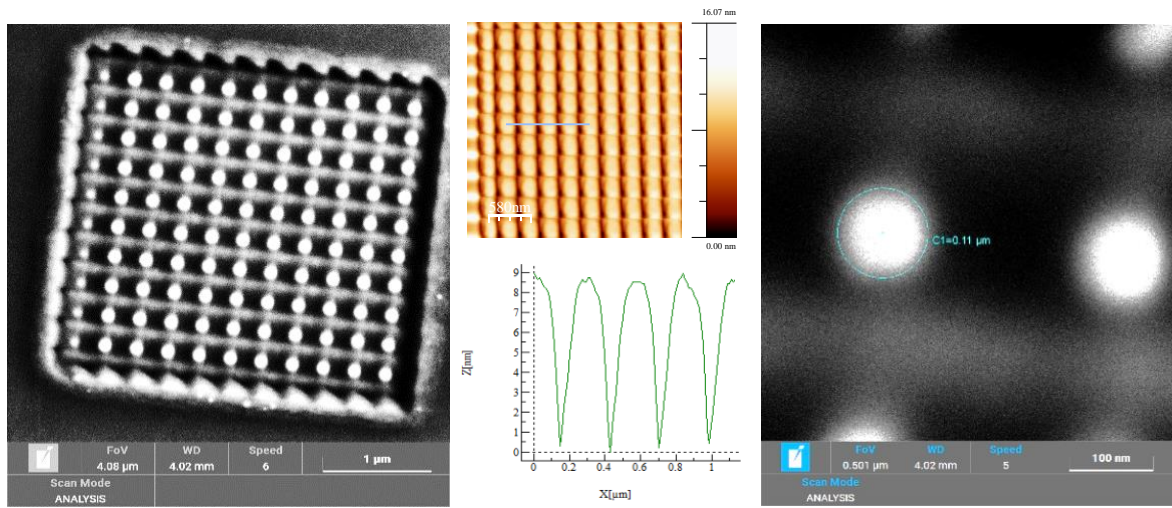 FoV
WD
Speed
4.08 µm
4.02 mm
6
1 µm
Scan Mode
ANALYSIS
16.07 nm
580nm
0.00 nm
9
8
7
6
5
4
3
2
1
0
Z[nm]
0
0.2
0.4
0.6
0.8
1
X[µm]
C1=0.11 µm
FoV
WD
Speed
0.501 µm
4.02 mm
5
100 nm
Scan Mode
ANALYSIS